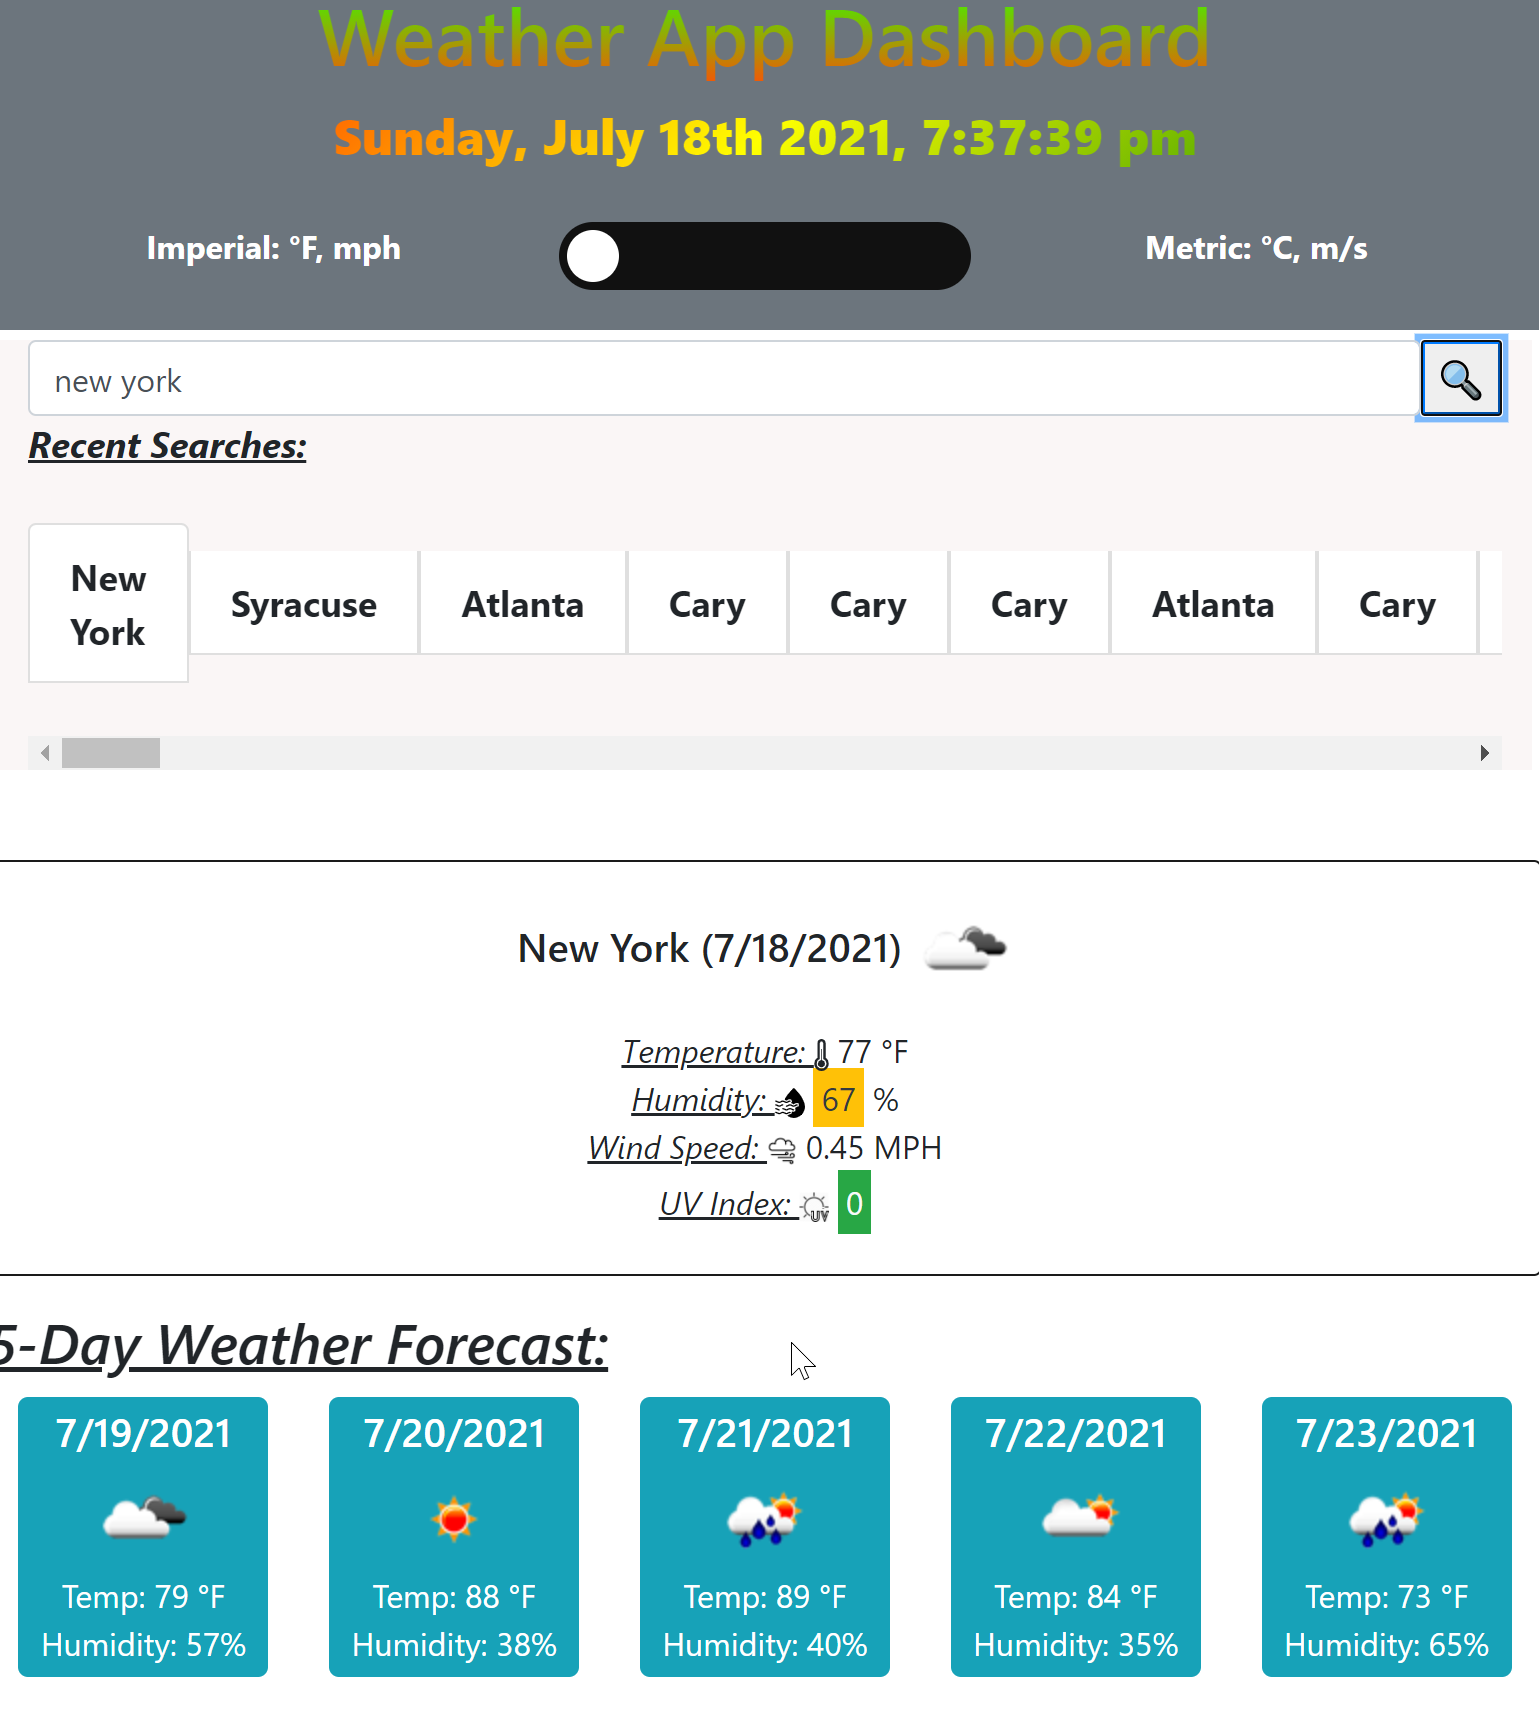 Weather App Dashboard
Sunday, July 18th 2021, 7:37:39 pm
Imperial: °F, mph
Metric: °C, m/s
new york
Recent Searches:
New
York
Syracuse
Atlanta
Cary
Cary
Cary
Atlanta
Cary
New York (7/18/2021)
Temperature: 77 °F
Humidity: 67 %
Wind Speed: 0.45 MPH
UV Index: UV 0
5-Day Weather Forecast:
7/19/2021
Temp: 79 °F
Humidity: 57%
7/20/2021
Temp: 88 °F
Humidity: 38%
7/21/2021
Temp: 89 °F
Humidity: 40%
7/22/2021
Temp: 84 °F
Humidity: 35%
7/23/2021
Temp: 73 °F
Humidity: 65%